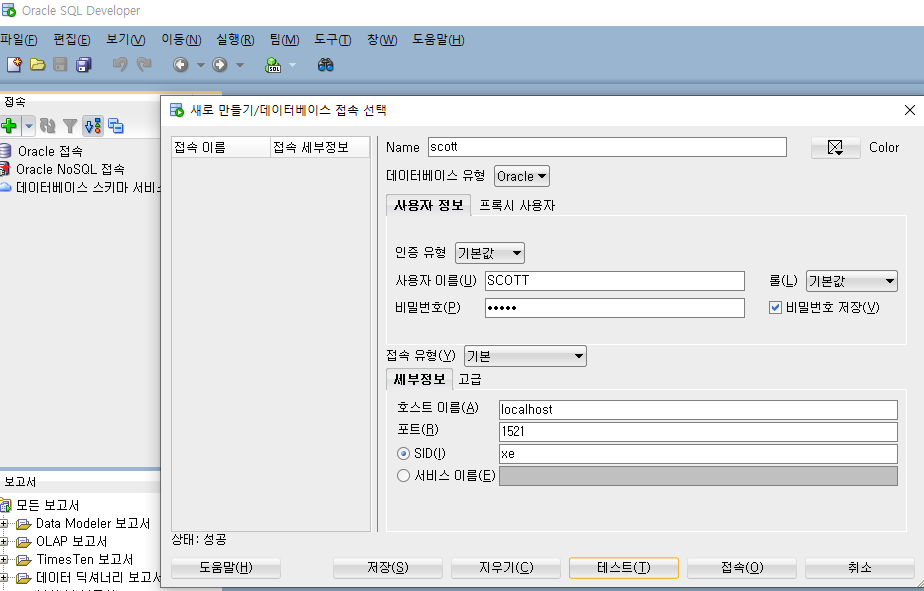 Oracle SQL Developer
파일(F) 편집(E) 보기(V) 이동(N) 실행(R) 팀(M) 도구(T) 창(W) 도움말(H)
SQL
접속
Oracle 접속
Oracle NoSQL 접속
데이터베이스 스키마 서비스
새로 만들기/데이터베이스 접속 선택
접속 이름 접속 세부정보
Name scott Color
데이터베이스 유형 Oracle
사용자 정보 프록시 사용자
인증 유형 기본값
사용자 이름(U) SCOTT 롤(L) 기본값
비밀번호(P) ••••• 비밀번호 저장(V)
접속 유형(Y) 기본
세부정보 고급
호스트 이름(A) localhost
포트(R) 1521
SID(I) xe
서비스 이름(E)
상태: 성공
도움말(H) 저장(S) 지우기(C) 테스트(T) 접속(O) 취소
보고서
모든 보고서
Data Modeler 보고서
OLAP 보고서
TimesTen 보고서
데이터 딕셔너리 보고서